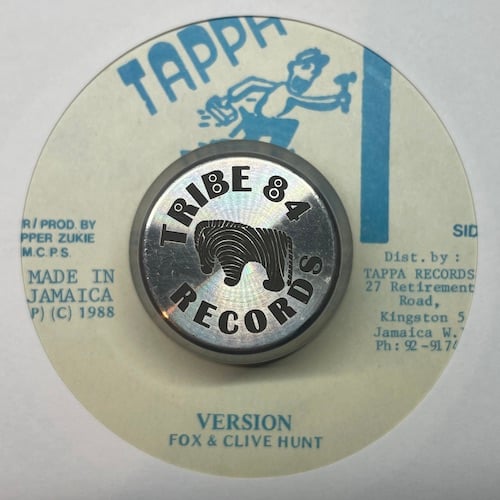 TAPPA
TRIBE 84
RECORDS
R/ PROD. BY
PPER ZUKIE
M.C.P.S.
MADE IN
JAMAICA
P) (C) 1988
SID
Dist. by :
TAPPA RECORDS
27 Retirement
Road,
Kingston 5
Jamaica W.
Ph: 92-9174
VERSION
FOX & CLIVE HUNT